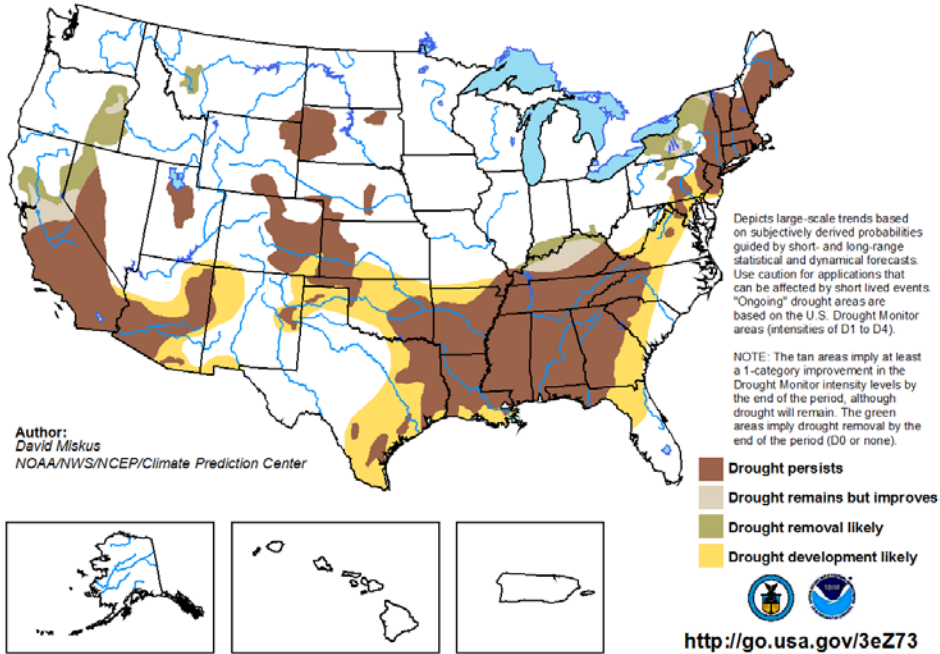 Depicts large-scale trends based
on subjectively derived probabilities
guided by short- and long-range
statistical and dynamical forecasts.
Use caution for applications that
can be affected by short lived events.
"Ongoing" drought areas are
based on the U.S. Drought Monitor
areas (intensities of D1 to D4).
NOTE: The tan areas imply at least
a 1-category improvement in the
Drought Monitor intensity levels by
the end of the period, although
drought will remain. The green
areas imply drought removal by the
end of the period (D0 or none).
Author:
David Miskus
NOAA/NWS/NCEP/Climate Prediction Center
Drought persists
Drought remains but improves
Drought removal likely
Drought development likely
http://go.usa.gov/3eZ73